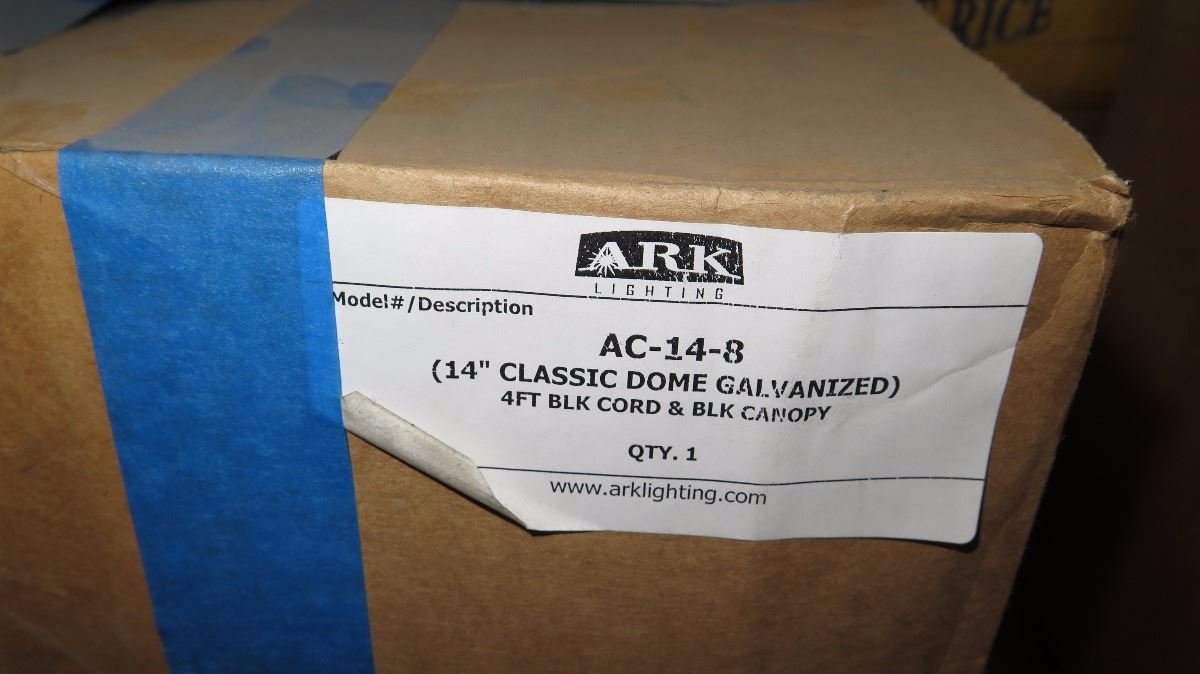 RICE
ARK
LIGHTING
Model#/Description
AC-14-8
(14" CLASSIC DOME GALVANIZED)
4FT BLK CORD & BLK CANOPY
QTY. 1
www.arklighting.com